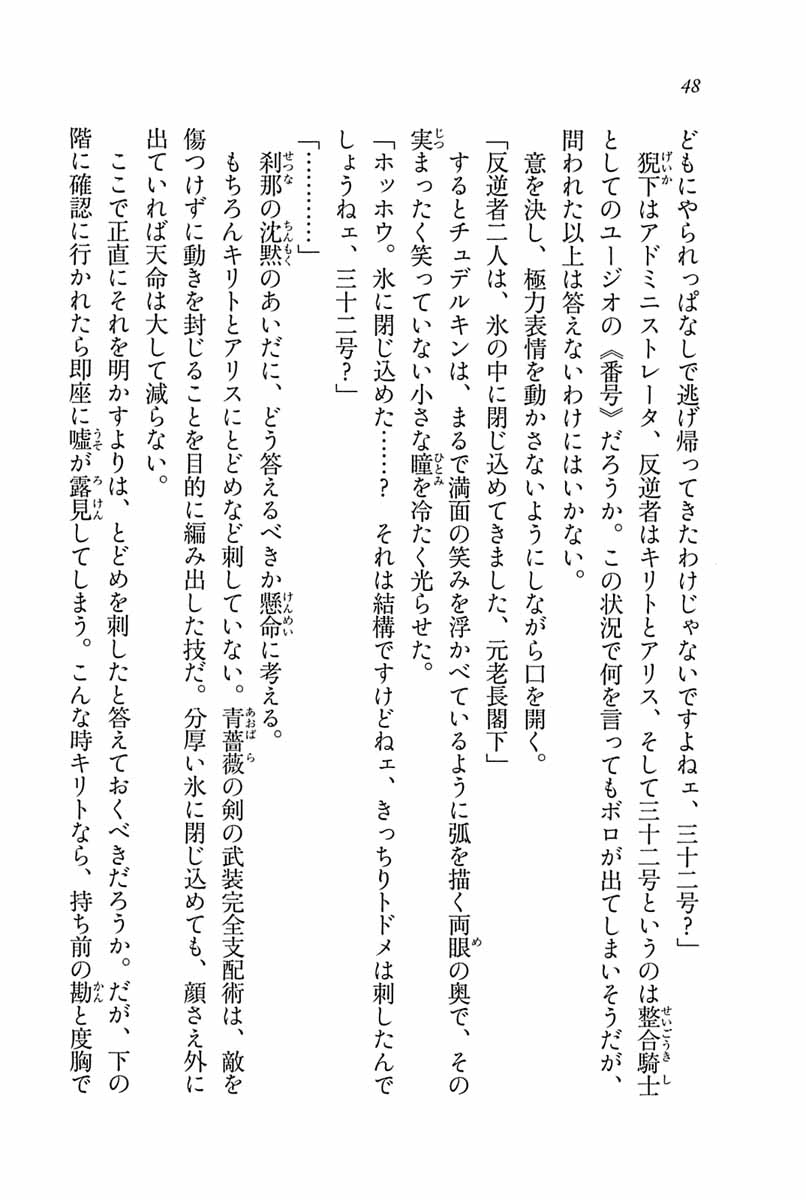 48
どもにやられっぱなしで逃げ帰ってきたわけじゃないですよねェ、三十二号？」
　猊下はアドミニストレータ、反逆者はキリトとアリス、そして三十二号というのは整合騎士
としてのユージオの《番号》だろうか。この状況で何を言ってもボロが出てしまいそうだが、
問われた以上は答えないわけにはいかない。
　意を決し、極力表情を動かさないようにしながら口を開く。
「反逆者二人は、氷の中に閉じ込めてきました、元老長閣下」
　するとチュデルキンは、まるで満面の笑みを浮かべているように弧を描く両眼の奥で、その
実まったく笑っていない小さな瞳を冷たく光らせた。
「ホッホウ。氷に閉じ込めた……？　それは結構ですけどねェ、きっちりトドメは刺したんで
しょうねェ、三十二号？」
「…………」
　刹那の沈黙のあいだに、どう答えるべきか懸命に考える。
　もちろんキリトとアリスにとどめなど刺していない。青薔薇の剣の武装完全支配術は、敵を
傷つけずに動きを封じることを目的に編み出した技だ。分厚い氷に閉じ込めても、顔さえ外に
出ていれば天命は大して減らない。
　ここで正直にそれを明かすよりは、とどめを刺したと答えておくべきだろうか。だが、下の
階に確認に行かれたら即座に嘘が露見してしまう。こんな時キリトなら、持ち前の勘と度胸で